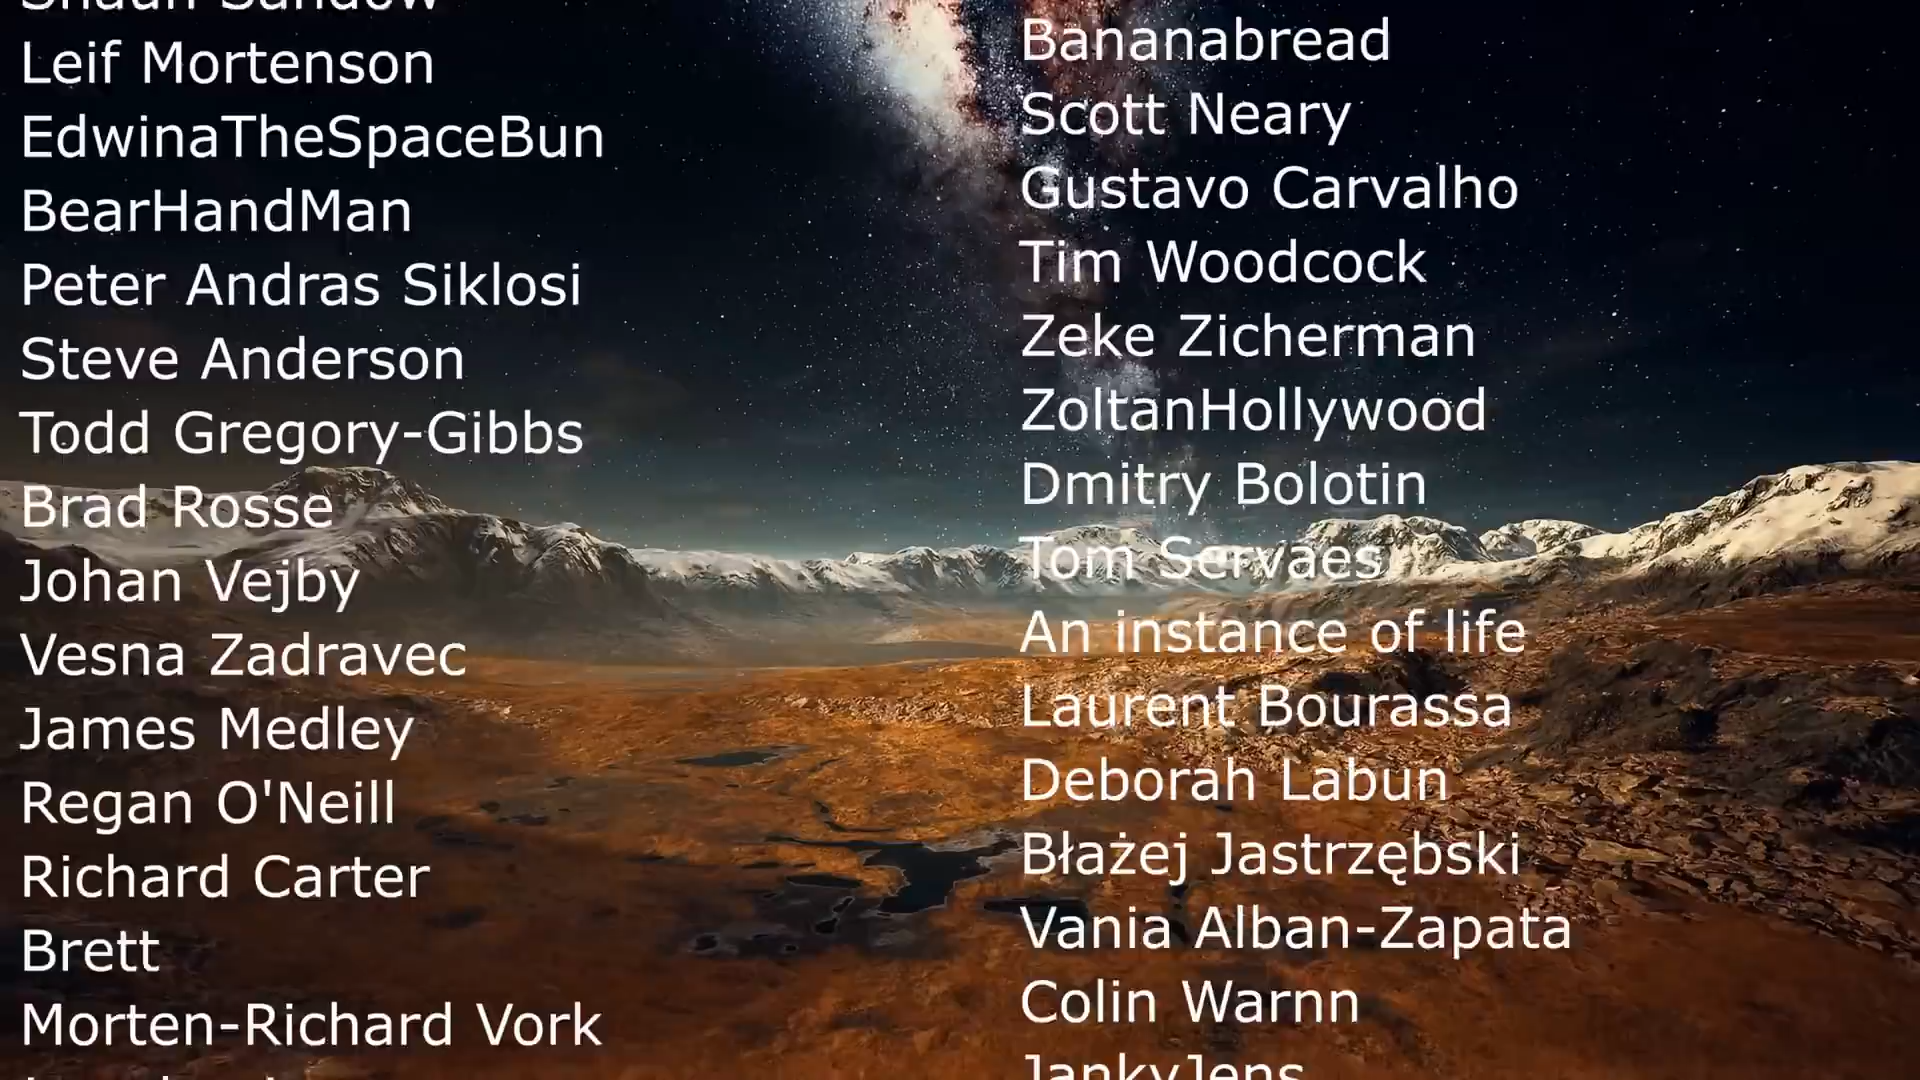 Shaun Sandow
Leif Mortenson
EdwinaTheSpaceBun
BearHandMan
Peter Andras Siklosi
Steve Anderson
Todd Gregory-Gibbs
Brad Rosse
Johan Vejby
Vesna Zadravec
James Medley
Regan O'Neill
Richard Carter
Brett
Morten-Richard Vork
Bananabread
Scott Neary
Gustavo Carvalho
Tim Woodcock
Zeke Zicherman
ZoltanHollywood
Dmitry Bolotin
Tom Servaes
An instance of life
Laurent Bourassa
Deborah Labun
Błażej Jastrzębski
Vania Alban-Zapata
Colin Warnn
JankyJens